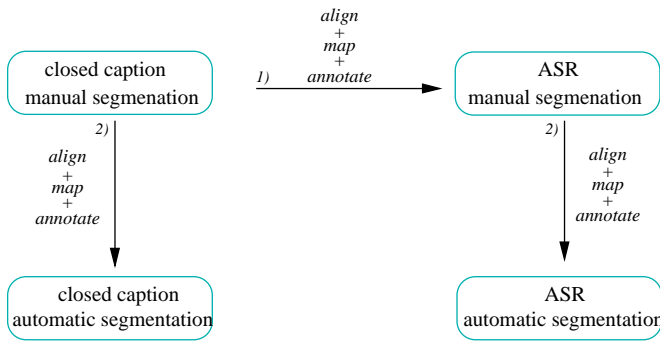 align
+
map
+
annotate
1)
closed caption
manual segmenation
ASR
manual segmenation
2)
align
+
map
+
annotate
2)
align
+
map
+
annotate
closed caption
automatic segmentation
ASR
automatic segmentation